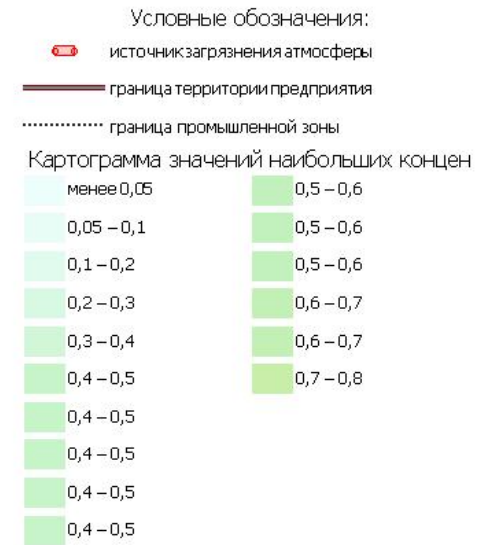 Условные обозначения:
источник загрязнения атмосферы
граница территории предприятия
граница промышленной зоны
Картограмма значений наибольших концен
менее 0,05
0,05 – 0,1
0,1 – 0,2
0,2 – 0,3
0,3 – 0,4
0,4 – 0,5
0,4 – 0,5
0,4 – 0,5
0,4 – 0,5
0,4 – 0,5
0,5 – 0,6
0,5 – 0,6
0,5 – 0,6
0,6 – 0,7
0,6 – 0,7
0,7 – 0,8